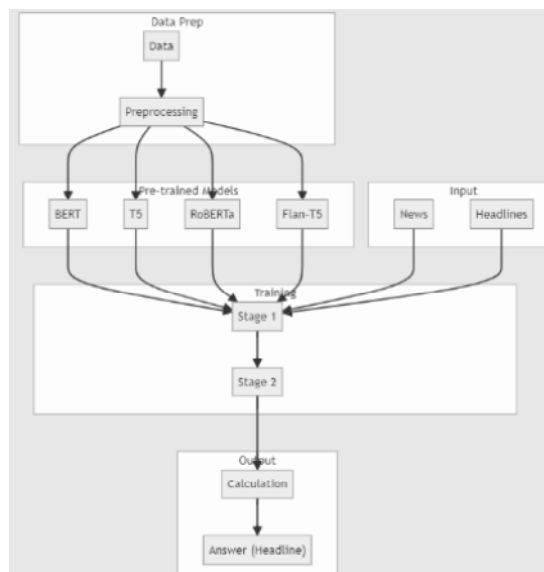 Data Prep
Data
Preprocessing
Pre-trained Models
Input
BERT
T5
RoBERTa
Flan-T5
News
Headlines
Training
Stage 1
Stage 2
Output
Calculation
Answer (Headline)